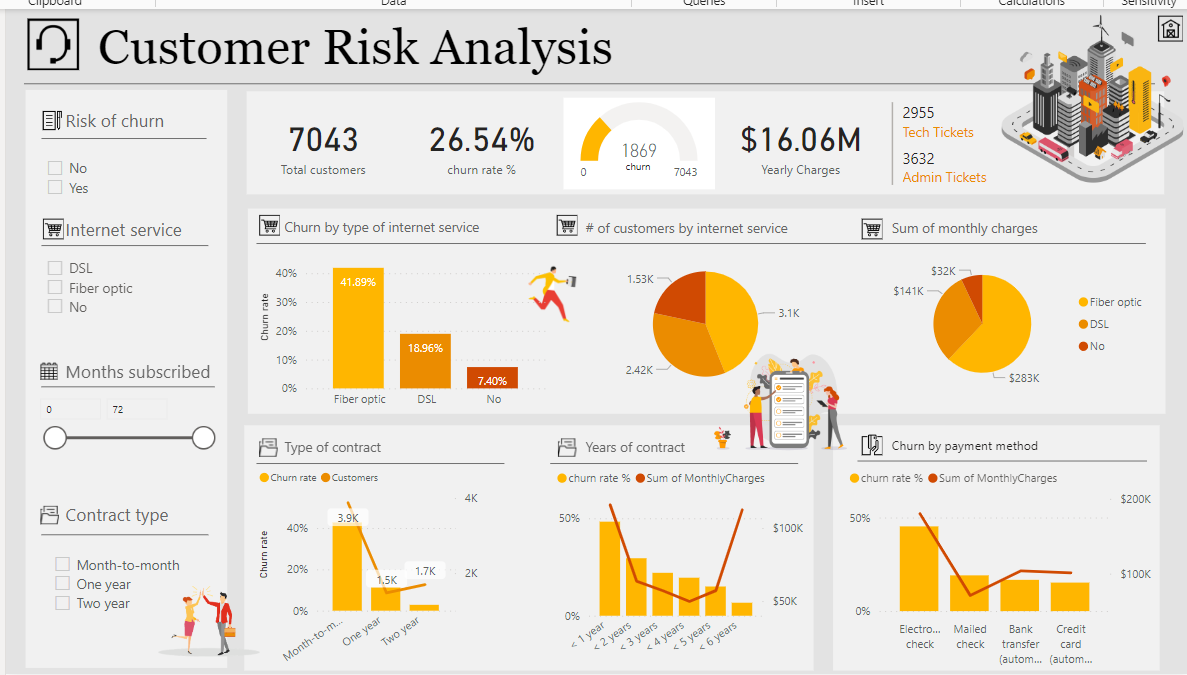 Clipboard
Data
Queries
Insert
Calculations
Sensitivity
Customer Risk Analysis
Risk of churn
No
Yes
Internet service
DSL
Fiber optic
No
Months subscribed
0 72
Contract type
Month-to-month
One year
Two year
7043
Total customers
26.54%
churn rate %
1869
churn
0 7043
$16.06M
Yearly Charges
2955
Tech Tickets
3632
Admin Tickets
Churn by type of internet service
Churn rate
40%
30%
20%
10%
0%
41.89%
18.96%
7.40%
Fiber optic DSL No
# of customers by internet service
1.53K
3.1K
2.42K
Sum of monthly charges
$32K
$141K
$283K
Fiber optic
DSL
No
Type of contract
Churn rate Customers
Churn rate
40%
20%
0%
4K
2K
3.9K
1.5K
1.7K
Month-to-m...
One year
Two year
Years of contract
churn rate % Sum of MonthlyCharges
50%
0%
$100K
$50K
< 1 year
< 2 years
< 3 years
< 4 years
< 5 years
< 6 years
Churn by payment method
churn rate % Sum of MonthlyCharges
50%
0%
$200K
$100K
Electro...
check
Mailed
check
Bank
transfer
(autom...
Credit
card
(autom...